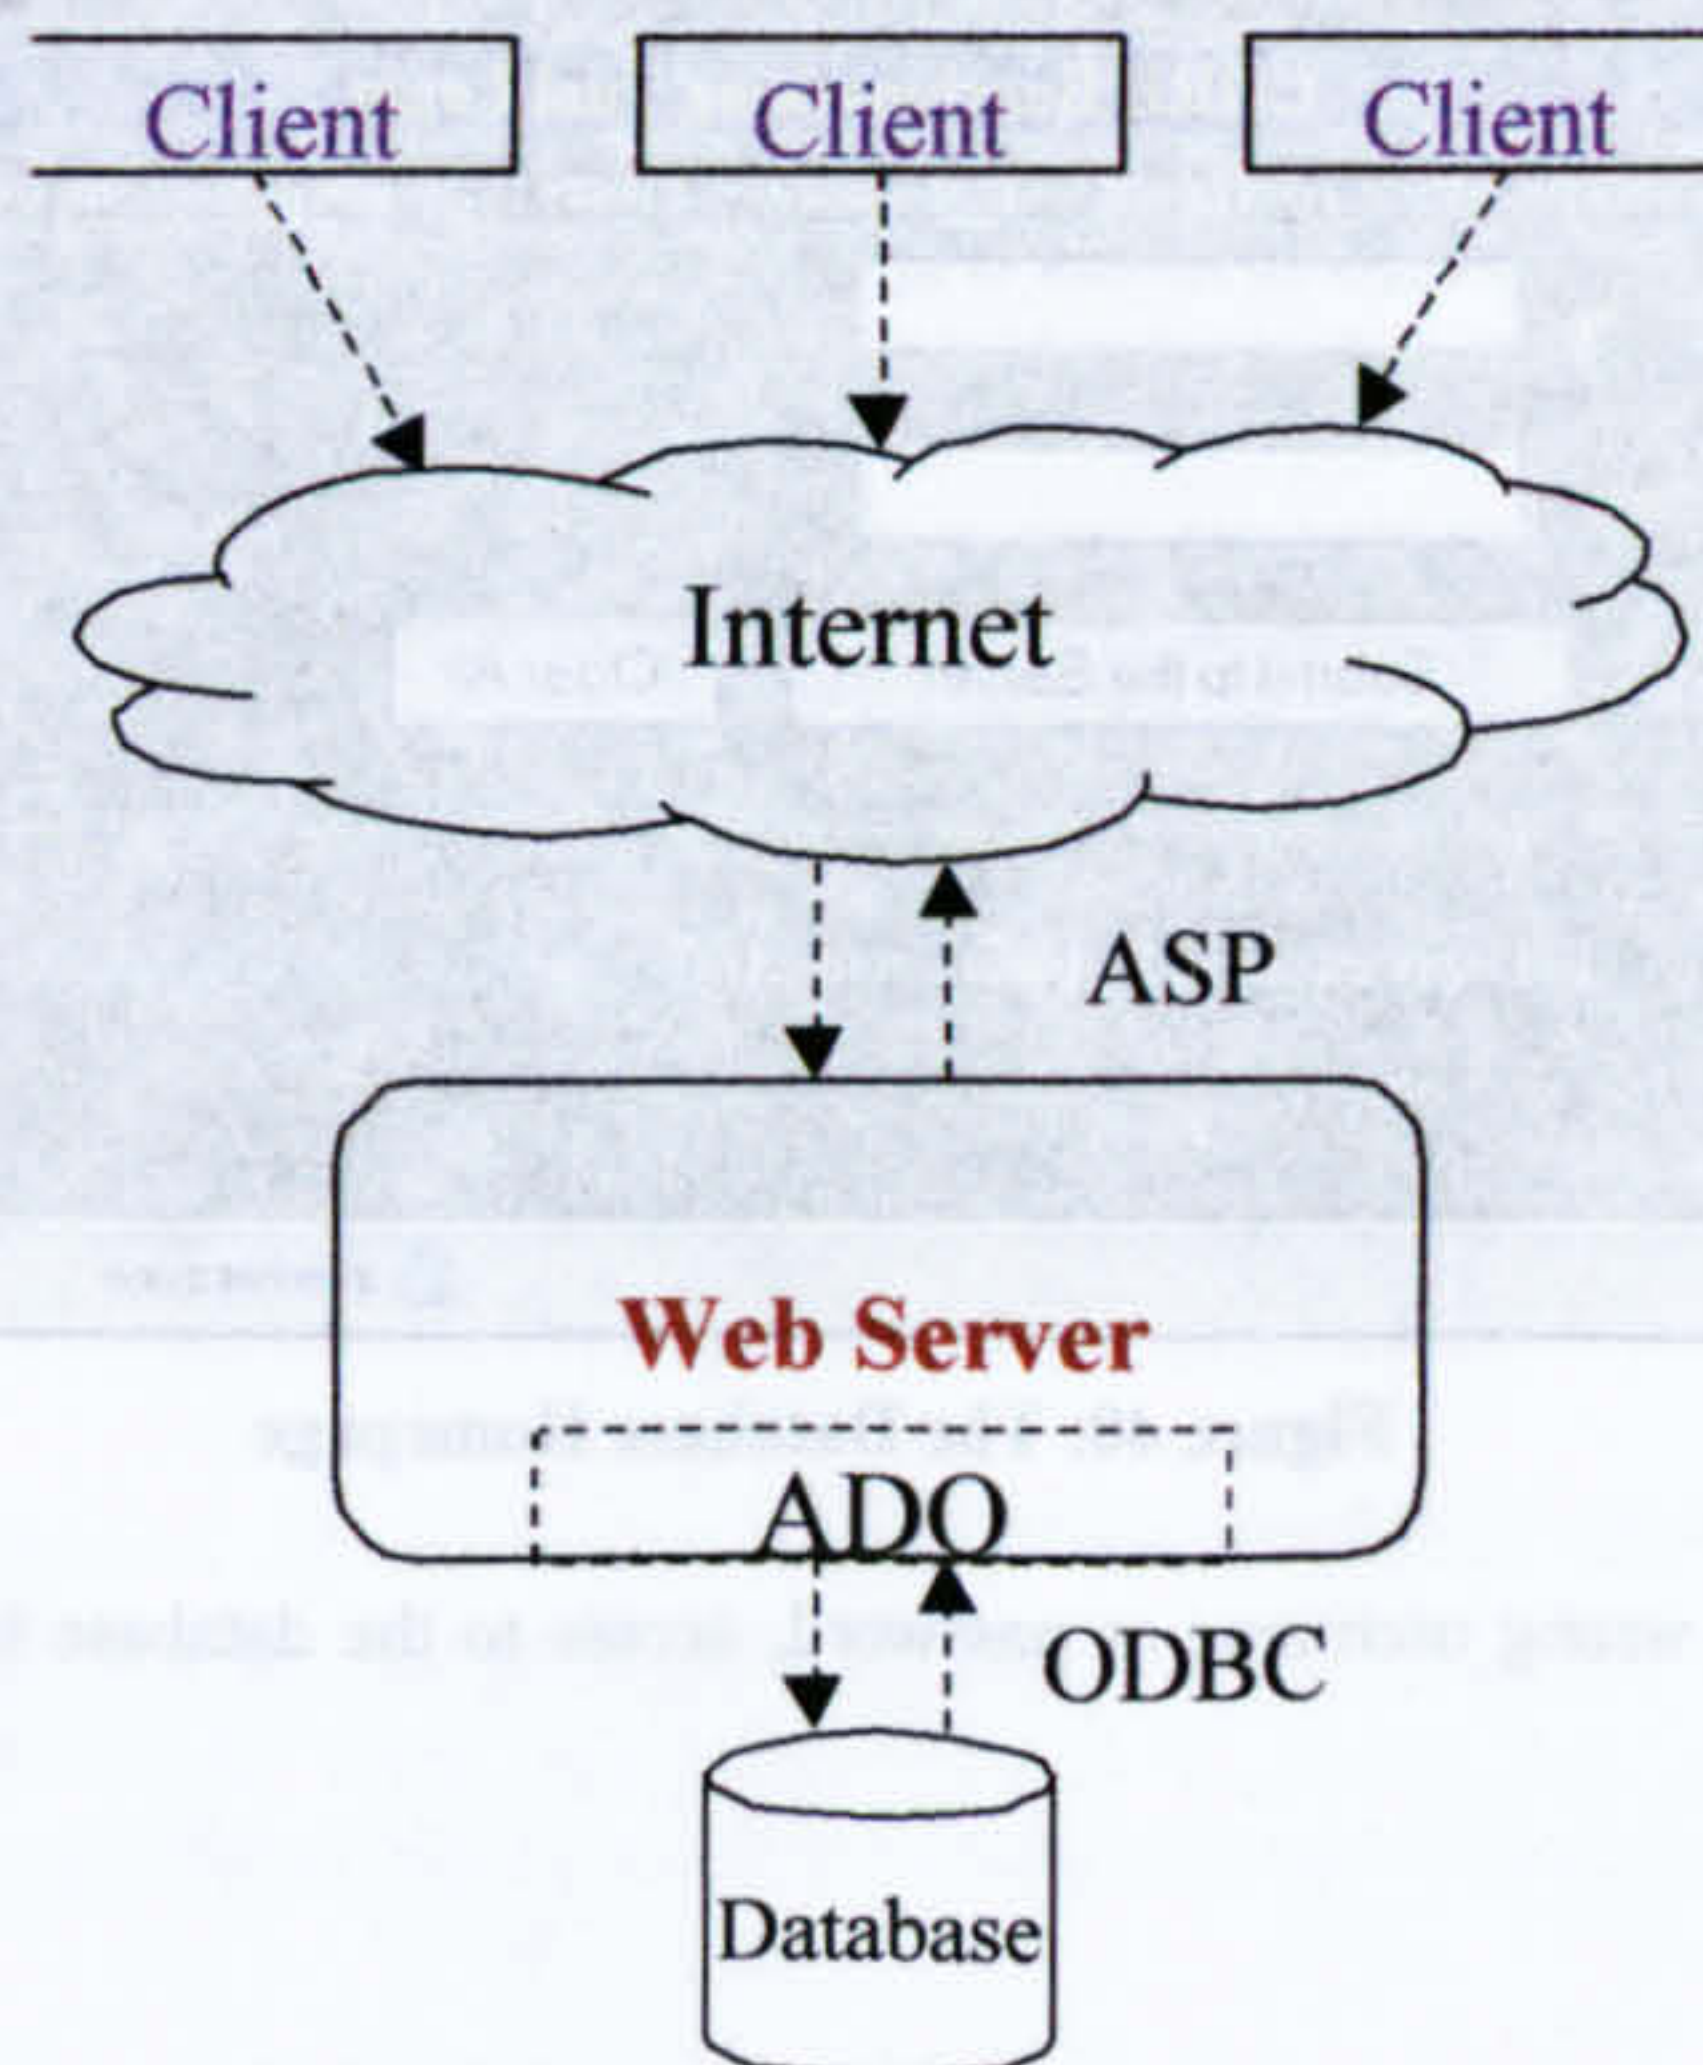 Client Client Client
Internet
ASP
Web Server
ADO
ODBC
Database